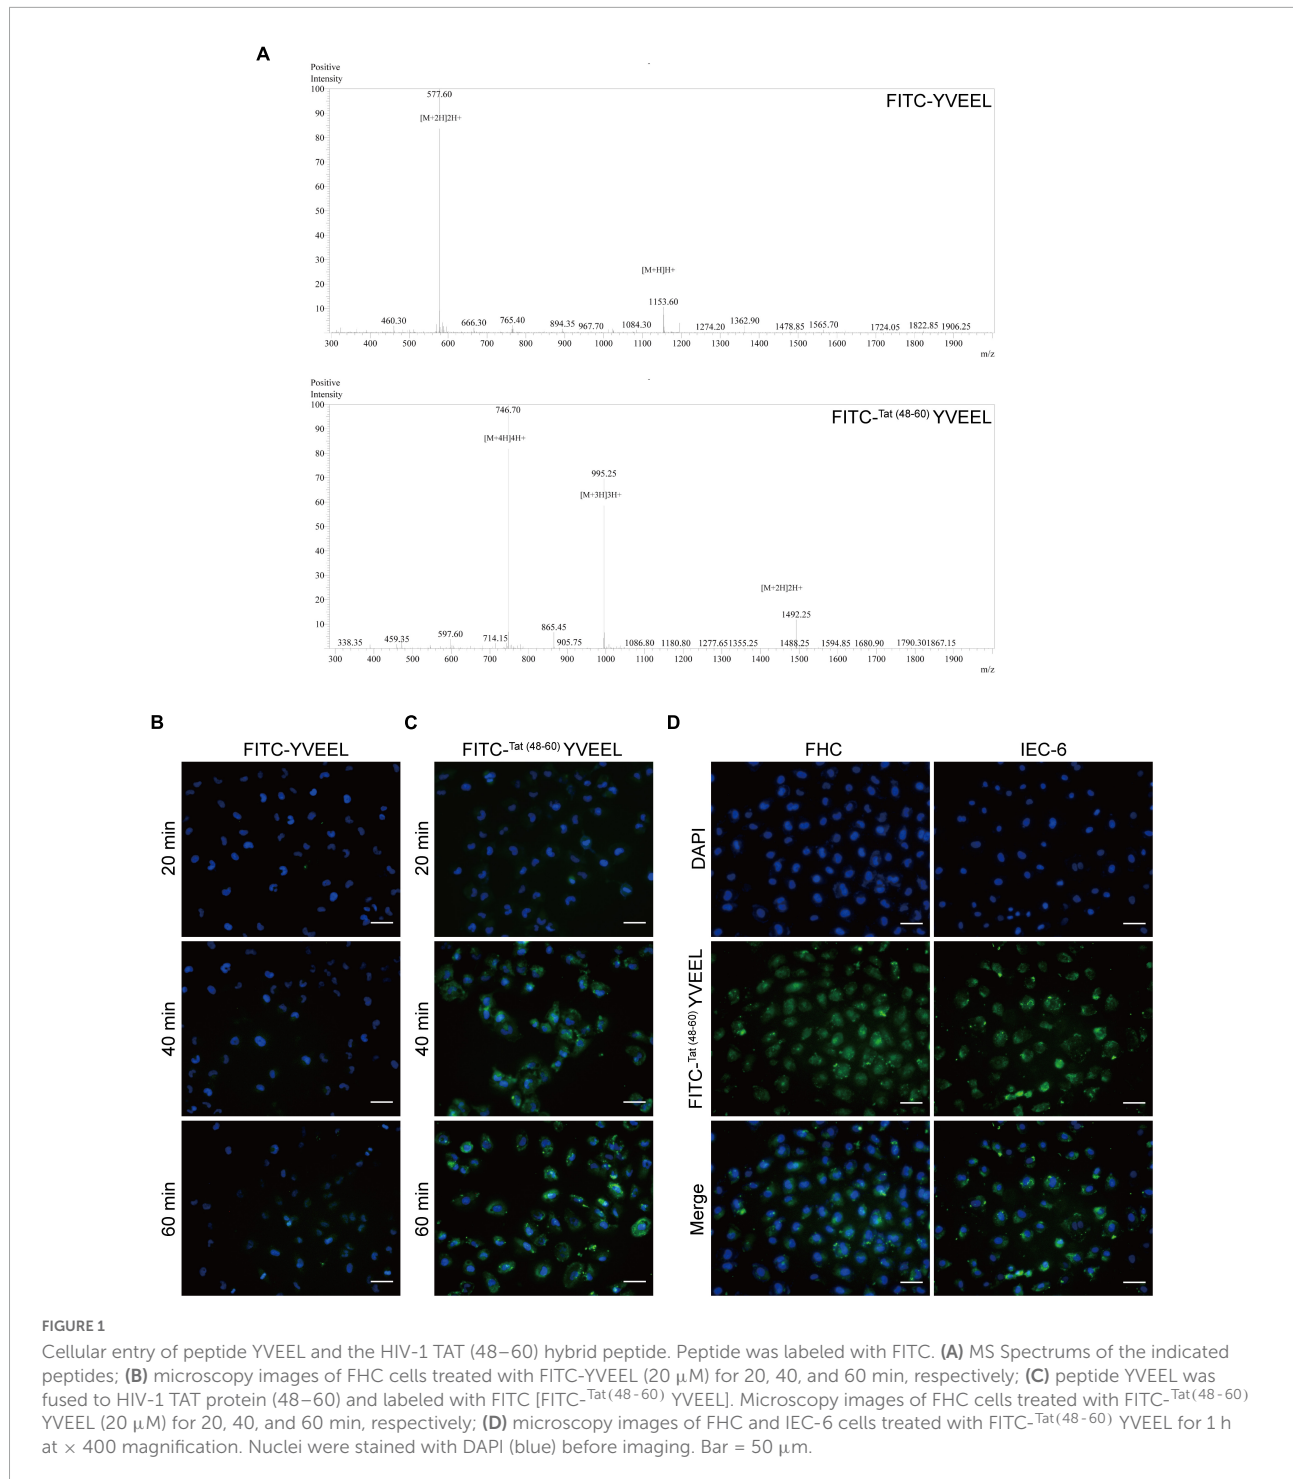 A
Positive
Intensity
FITC-YVEEL
100
90
80
70
60
50
40
30
20
10
577.60
[M+2H]2H+
[M+H]H+
1153.60
460.30
666.30
765.40
894.35
967.70
1084.30
1274.20
1362.90
1478.85
1565.70
1724.05
1822.85
1906.25
300 400 500 600 700 800 900 1000 1100 1200 1300 1400 1500 1600 1700 1800 1900
m/z
Positive
Intensity
FITC-Tat (48-60) YVEEL
100
90
80
70
60
50
40
30
20
10
746.70
[M+4H]4H+
995.25
[M+3H]3H+
[M+2H]2H+
1492.25
338.35
459.35
597.60
714.15
865.45
905.75
1086.80
1180.80
1277.65
1355.25
1488.25
1594.85
1680.90
1790.30
1867.15
300 400 500 600 700 800 900 1000 1100 1200 1300 1400 1500 1600 1700 1800 1900
m/z
B
FITC-YVEEL
20 min
40 min
60 min
C
FITC-Tat (48-60) YVEEL
20 min
40 min
60 min
D
FHC
IEC-6
DAPI
FITC-Tat (48-60) YVEEL
Merge
FIGURE 1
Cellular entry of peptide YVEEL and the HIV-1 TAT (48–60) hybrid peptide. Peptide was labeled with FITC. (A) MS Spectrums of the indicated
peptides; (B) microscopy images of FHC cells treated with FITC-YVEEL (20 μM) for 20, 40, and 60 min, respectively; (C) peptide YVEEL was
fused to HIV-1 TAT protein (48–60) and labeled with FITC [FITC-Tat(48-60) YVEEL]. Microscopy images of FHC cells treated with FITC-Tat(48-60)
YVEEL (20 μM) for 20, 40, and 60 min, respectively; (D) microscopy images of FHC and IEC-6 cells treated with FITC-Tat(48-60) YVEEL for 1 h
at × 400 magnification. Nuclei were stained with DAPI (blue) before imaging. Bar = 50 μm.